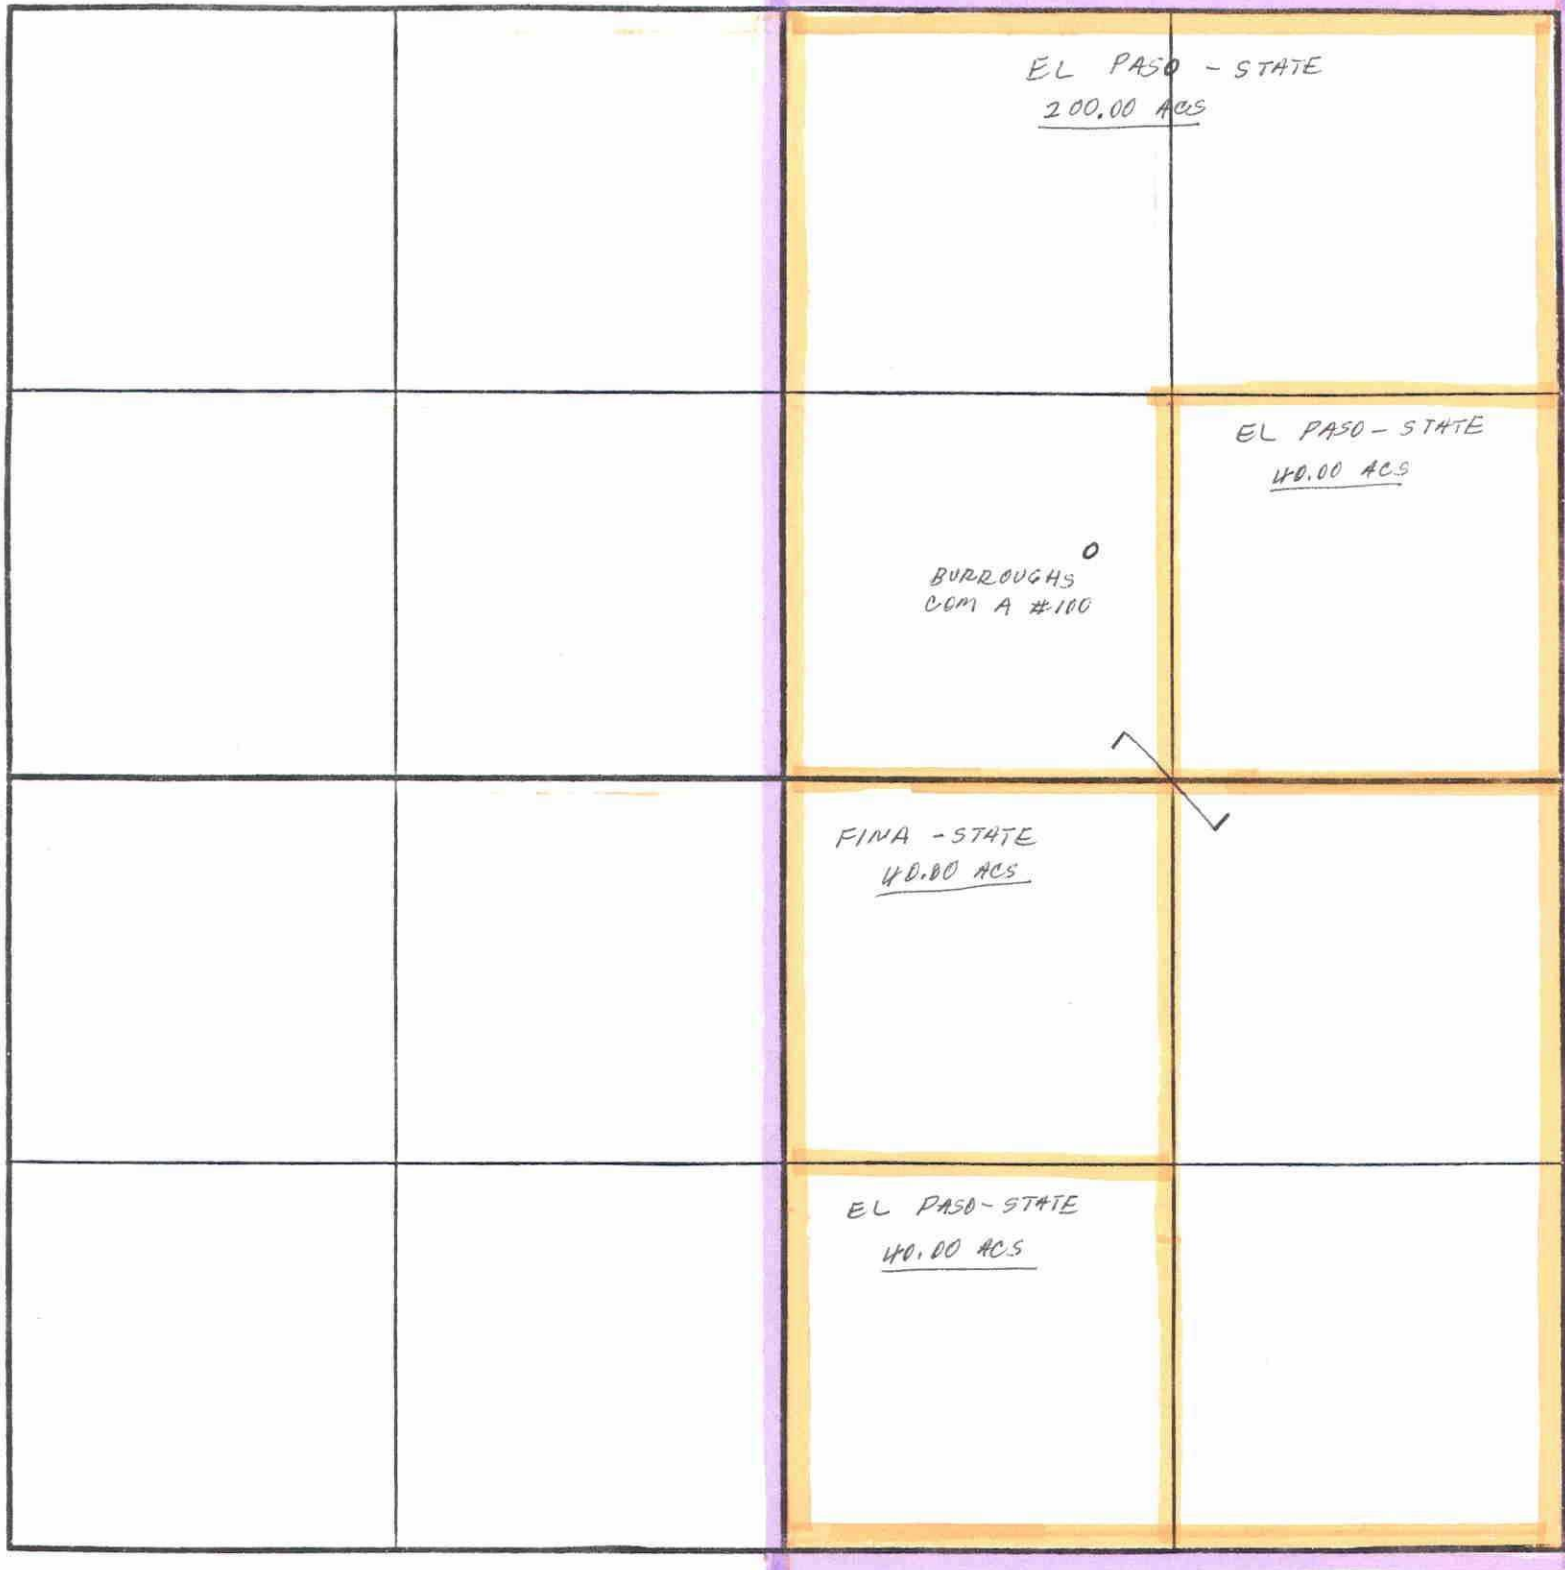 EL PASO - STATE
200.00 ACS
EL PASO - STATE
40.00 ACS
BURROUGHS
COM A #100
FINA - STATE
40.00 ACS
EL PASO - STATE
40.00 ACS